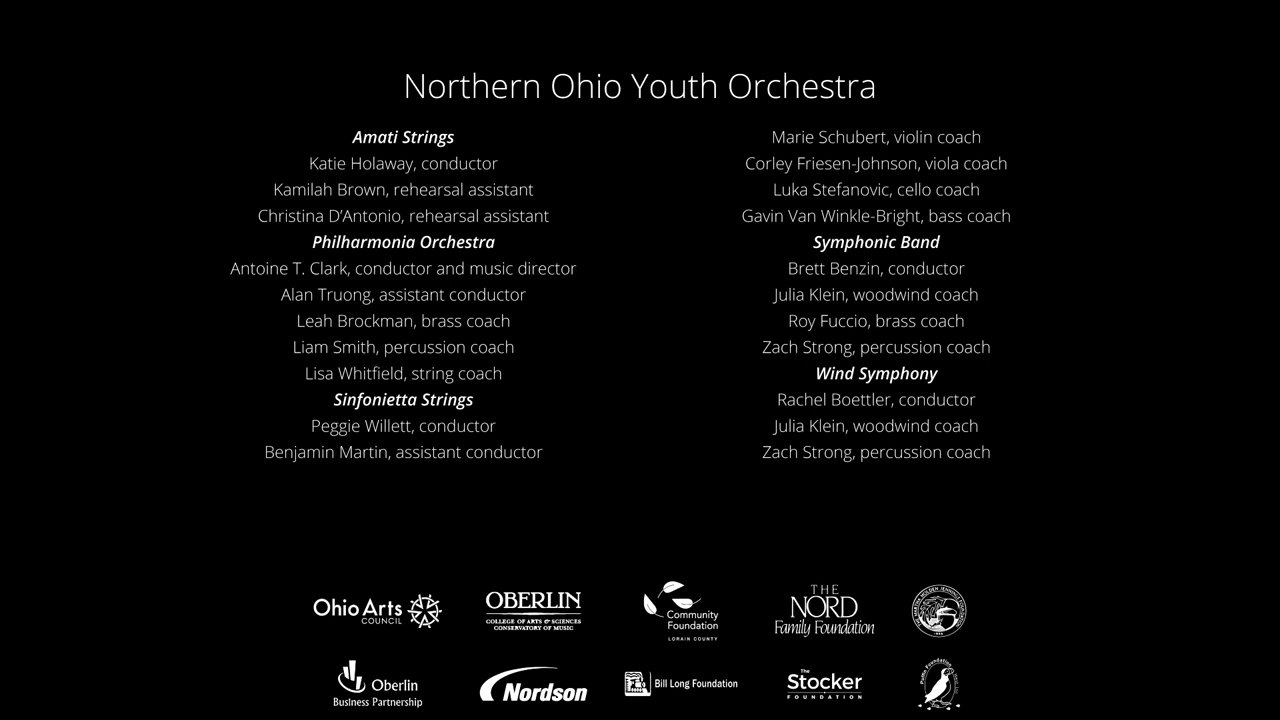 Northern Ohio Youth Orchestra
Amati Strings
Katie Holaway, conductor
Kamilah Brown, rehearsal assistant
Christina D'Antonio, rehearsal assistant
Philharmonia Orchestra
Antoine T. Clark, conductor and music director
Alan Truong, assistant conductor
Leah Brockman, brass coach
Liam Smith, percussion coach
Lisa Whitfield, string coach
Sinfonietta Strings
Peggie Willett, conductor
Benjamin Martin, assistant conductor
Marie Schubert, violin coach
Corley Friesen-Johnson, viola coach
Luka Stefanovic, cello coach
Gavin Van Winkle-Bright, bass coach
Symphonic Band
Brett Benzin, conductor
Julia Klein, woodwind coach
Roy Fuccio, brass coach
Zach Strong, percussion coach
Wind Symphony
Rachel Boettler, conductor
Julia Klein, woodwind coach
Zach Strong, percussion coach
Ohio Arts
COUNCIL
OBERLIN
COLLEGE OF ARTS & SCIENCES
CONSERVATORY OF MUSIC
Community
Foundation
LORAIN COUNTY
THE
NORD
Family Foundation
Oberlin
Business Partnership
Nordson
Bill Long Foundation
The
Stocker
FOUNDATION